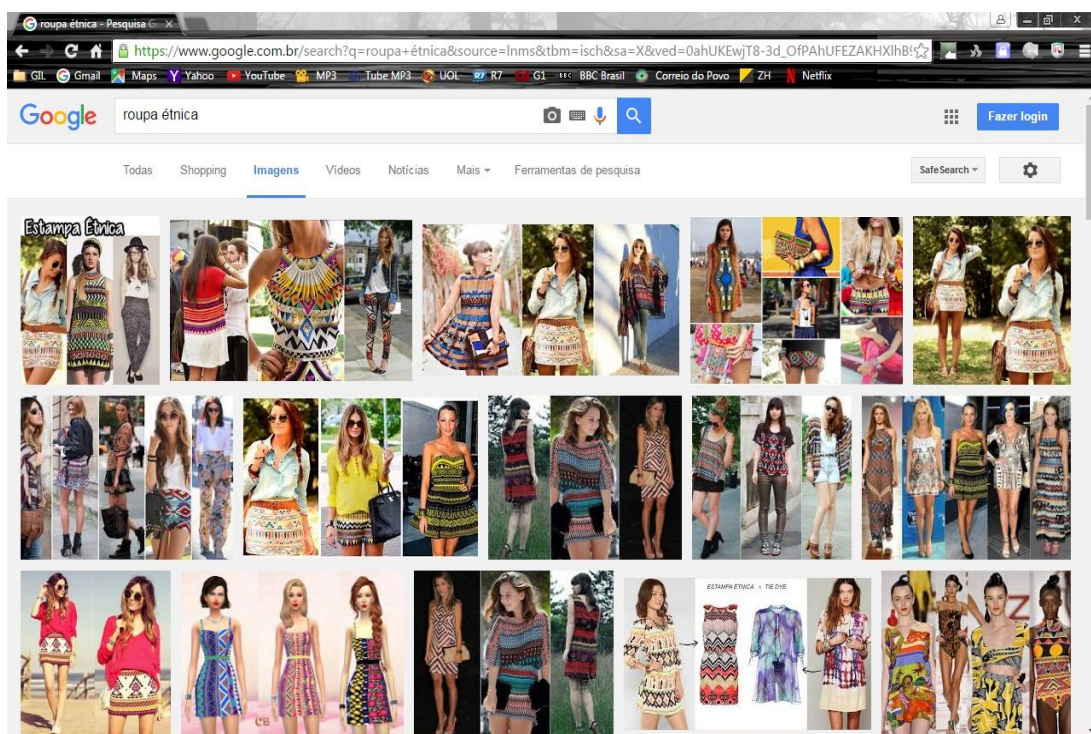 roupa étnica - Pesquisa G
https://www.google.com.br/search?q=roupa+étnica&source=lnms&tbm=isch&sa=X&ved=0ahUKEwjT8-3d_OfPAhUFEZAKHXlhB
GIL Gmail Maps Yahoo YouTube MP3 Tube MP3 UOL R7 R7 G1 BBC BBC Brasil Correio do Povo ZH Netflix
Google roupa étnica Fazer login
Todas Shopping Imagens Vídeos Notícias Mais Ferramentas de pesquisa SafeSearch
Estampa Étnica
ESTAMPA ÉTNICA x TIE DYE